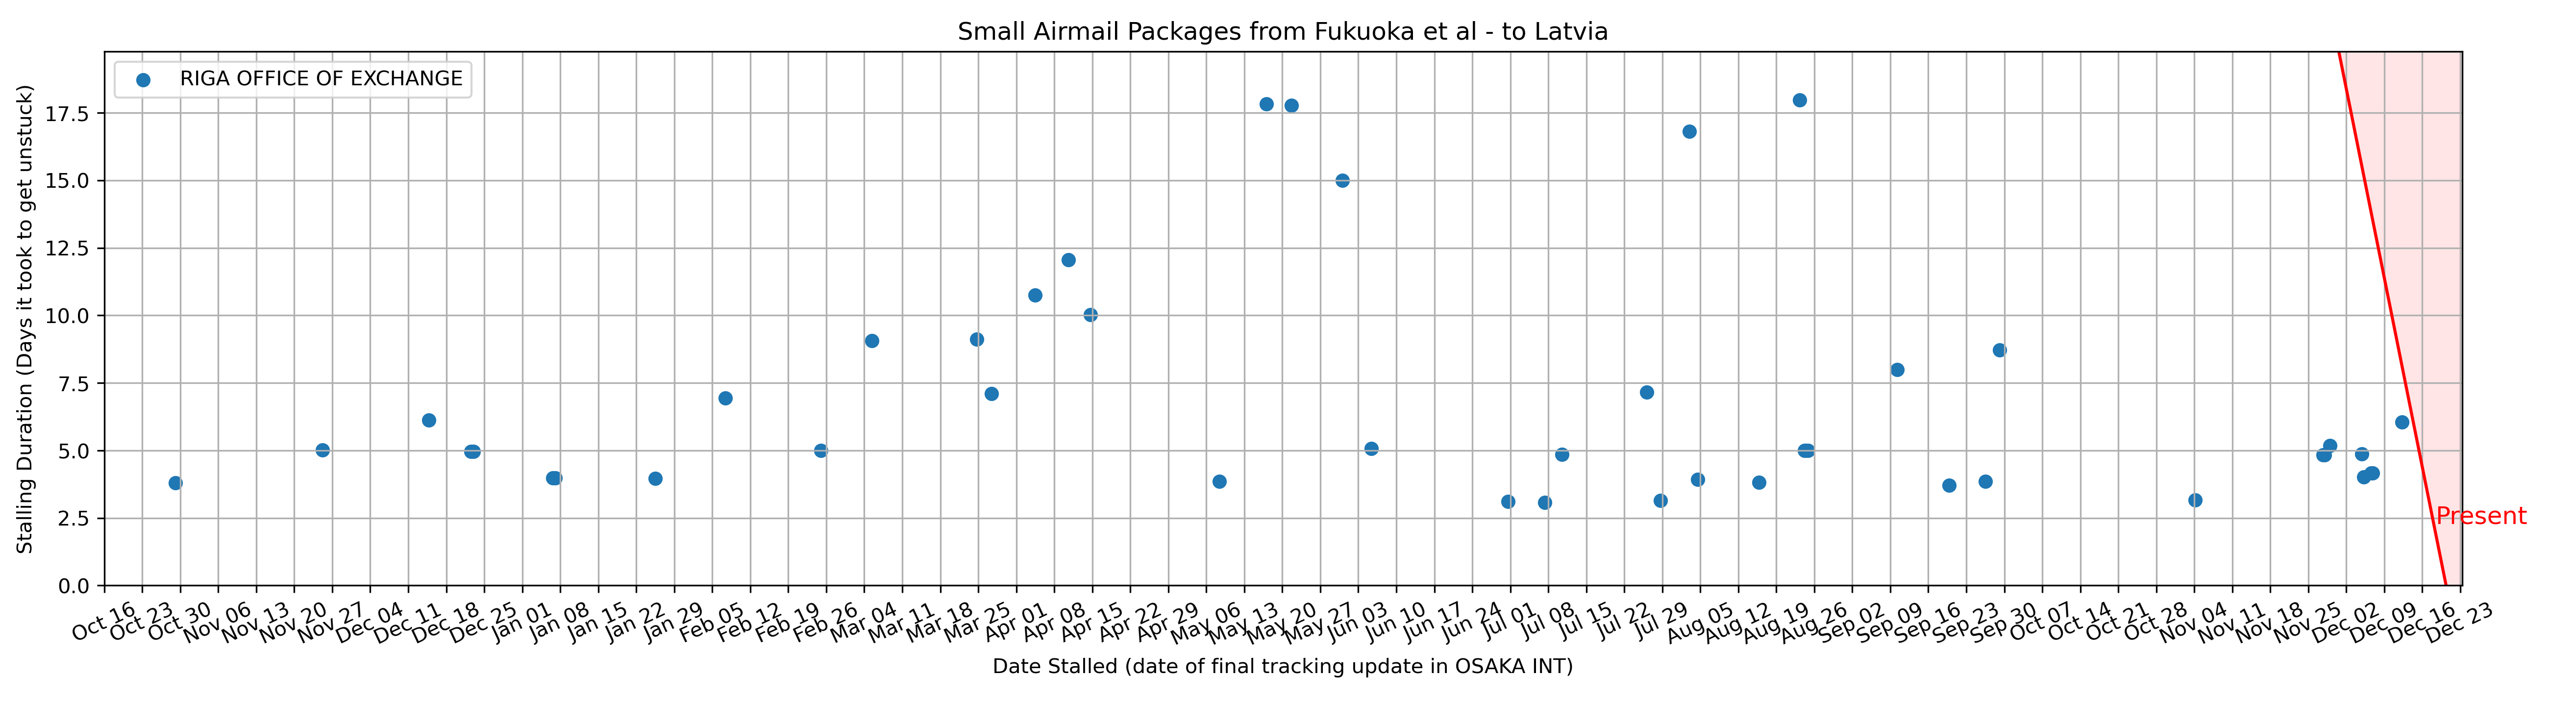 Small Airmail Packages from Fukuoka et al - to Latvia
RIGA OFFICE OF EXCHANGE
Stalling Duration (Days it took to get unstuck)
17.5
15.0
12.5
10.0
7.5
5.0
2.5
0.0
Present
Oct 16
Oct 23
Oct 30
Nov 06
Nov 13
Nov 20
Nov 27
Dec 04
Dec 11
Dec 18
Dec 25
Jan 01
Jan 08
Jan 15
Jan 22
Jan 29
Feb 05
Feb 12
Feb 19
Feb 26
Mar 04
Mar 11
Mar 18
Mar 25
Apr 01
Apr 08
Apr 15
Apr 22
Apr 29
May 06
May 13
May 20
May 27
Jun 03
Jun 10
Jun 17
Jun 24
Jul 01
Jul 08
Jul 15
Jul 22
Jul 29
Aug 05
Aug 12
Aug 19
Aug 26
Sep 02
Sep 09
Sep 16
Sep 23
Sep 30
Oct 07
Oct 14
Oct 21
Oct 28
Nov 04
Nov 11
Nov 18
Nov 25
Dec 02
Dec 09
Dec 16
Dec 23
Date Stalled (date of final tracking update in OSAKA INT)